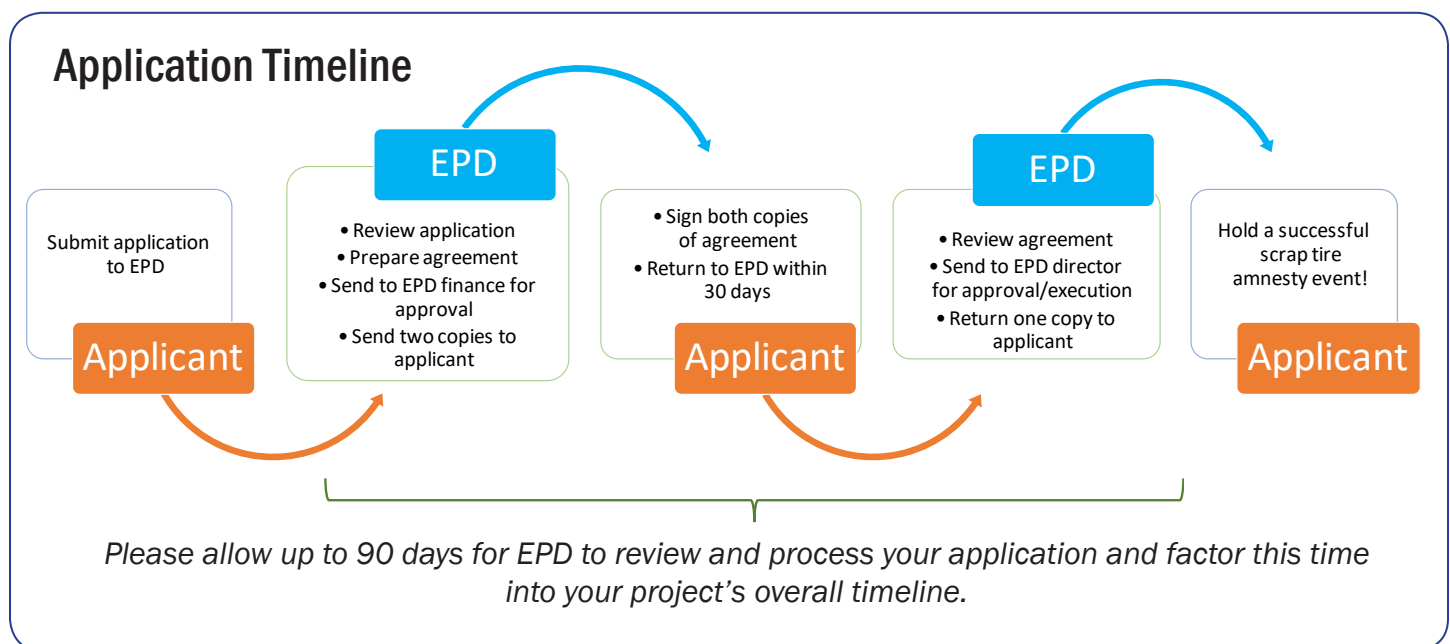 Application Timeline
Submit application
to EPD
Applicant
EPD
• Review application
• Prepare agreement
• Send to EPD finance for
approval
• Send two copies to
applicant
• Sign both copies
of agreement
• Return to EPD within
30 days
Applicant
EPD
• Review agreement
• Send to EPD director
for approval/execution
• Return one copy to
applicant
Hold a successful
scrap tire
amnesty event!
Applicant
Please allow up to 90 days for EPD to review and process your application and factor this time
into your project’s overall timeline.